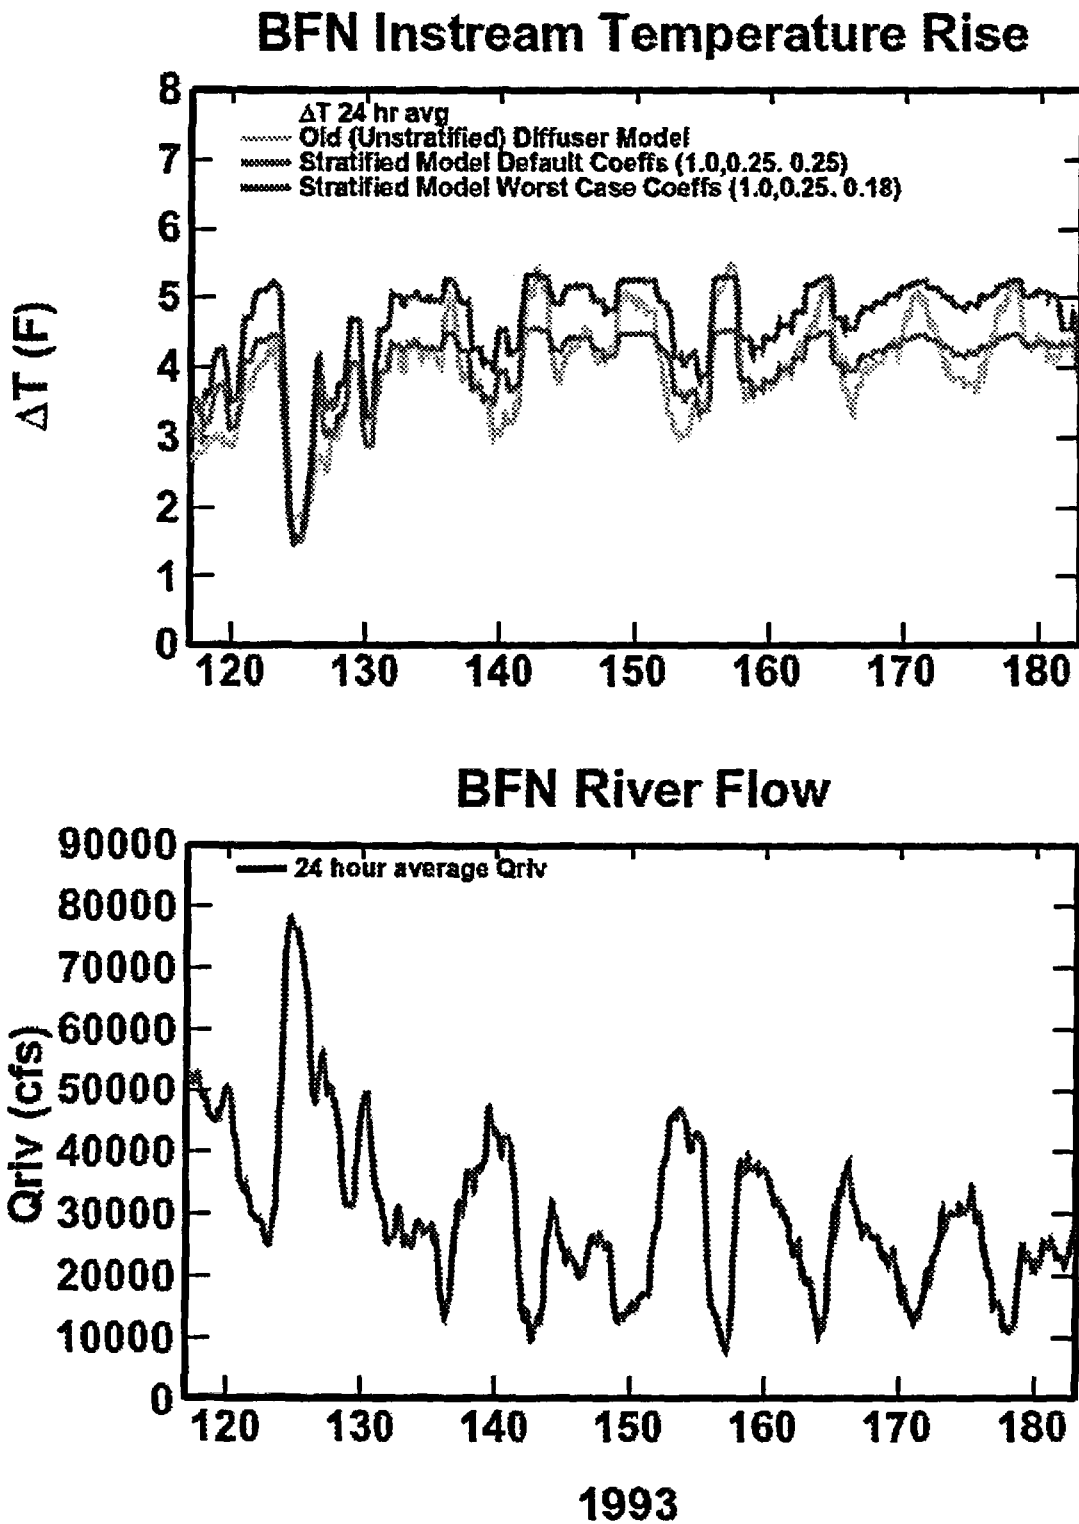 BFN Instream Temperature Rise
8
7
6
5
4
3
2
1
0
ΔT (F)
ΔT 24 hr avg
Old (Unstratified) Diffuser Model
Stratified Model Default Coeffs (1.0,0.25. 0.25)
Stratified Model Worst Case Coeffs (1.0,0.25. 0.18)
120 130 140 150 160 170 180
BFN River Flow
90000
80000
70000
60000
50000
40000
30000
20000
10000
0
Qriv (cfs)
24 hour average Qriv
120 130 140 150 160 170 180
1993